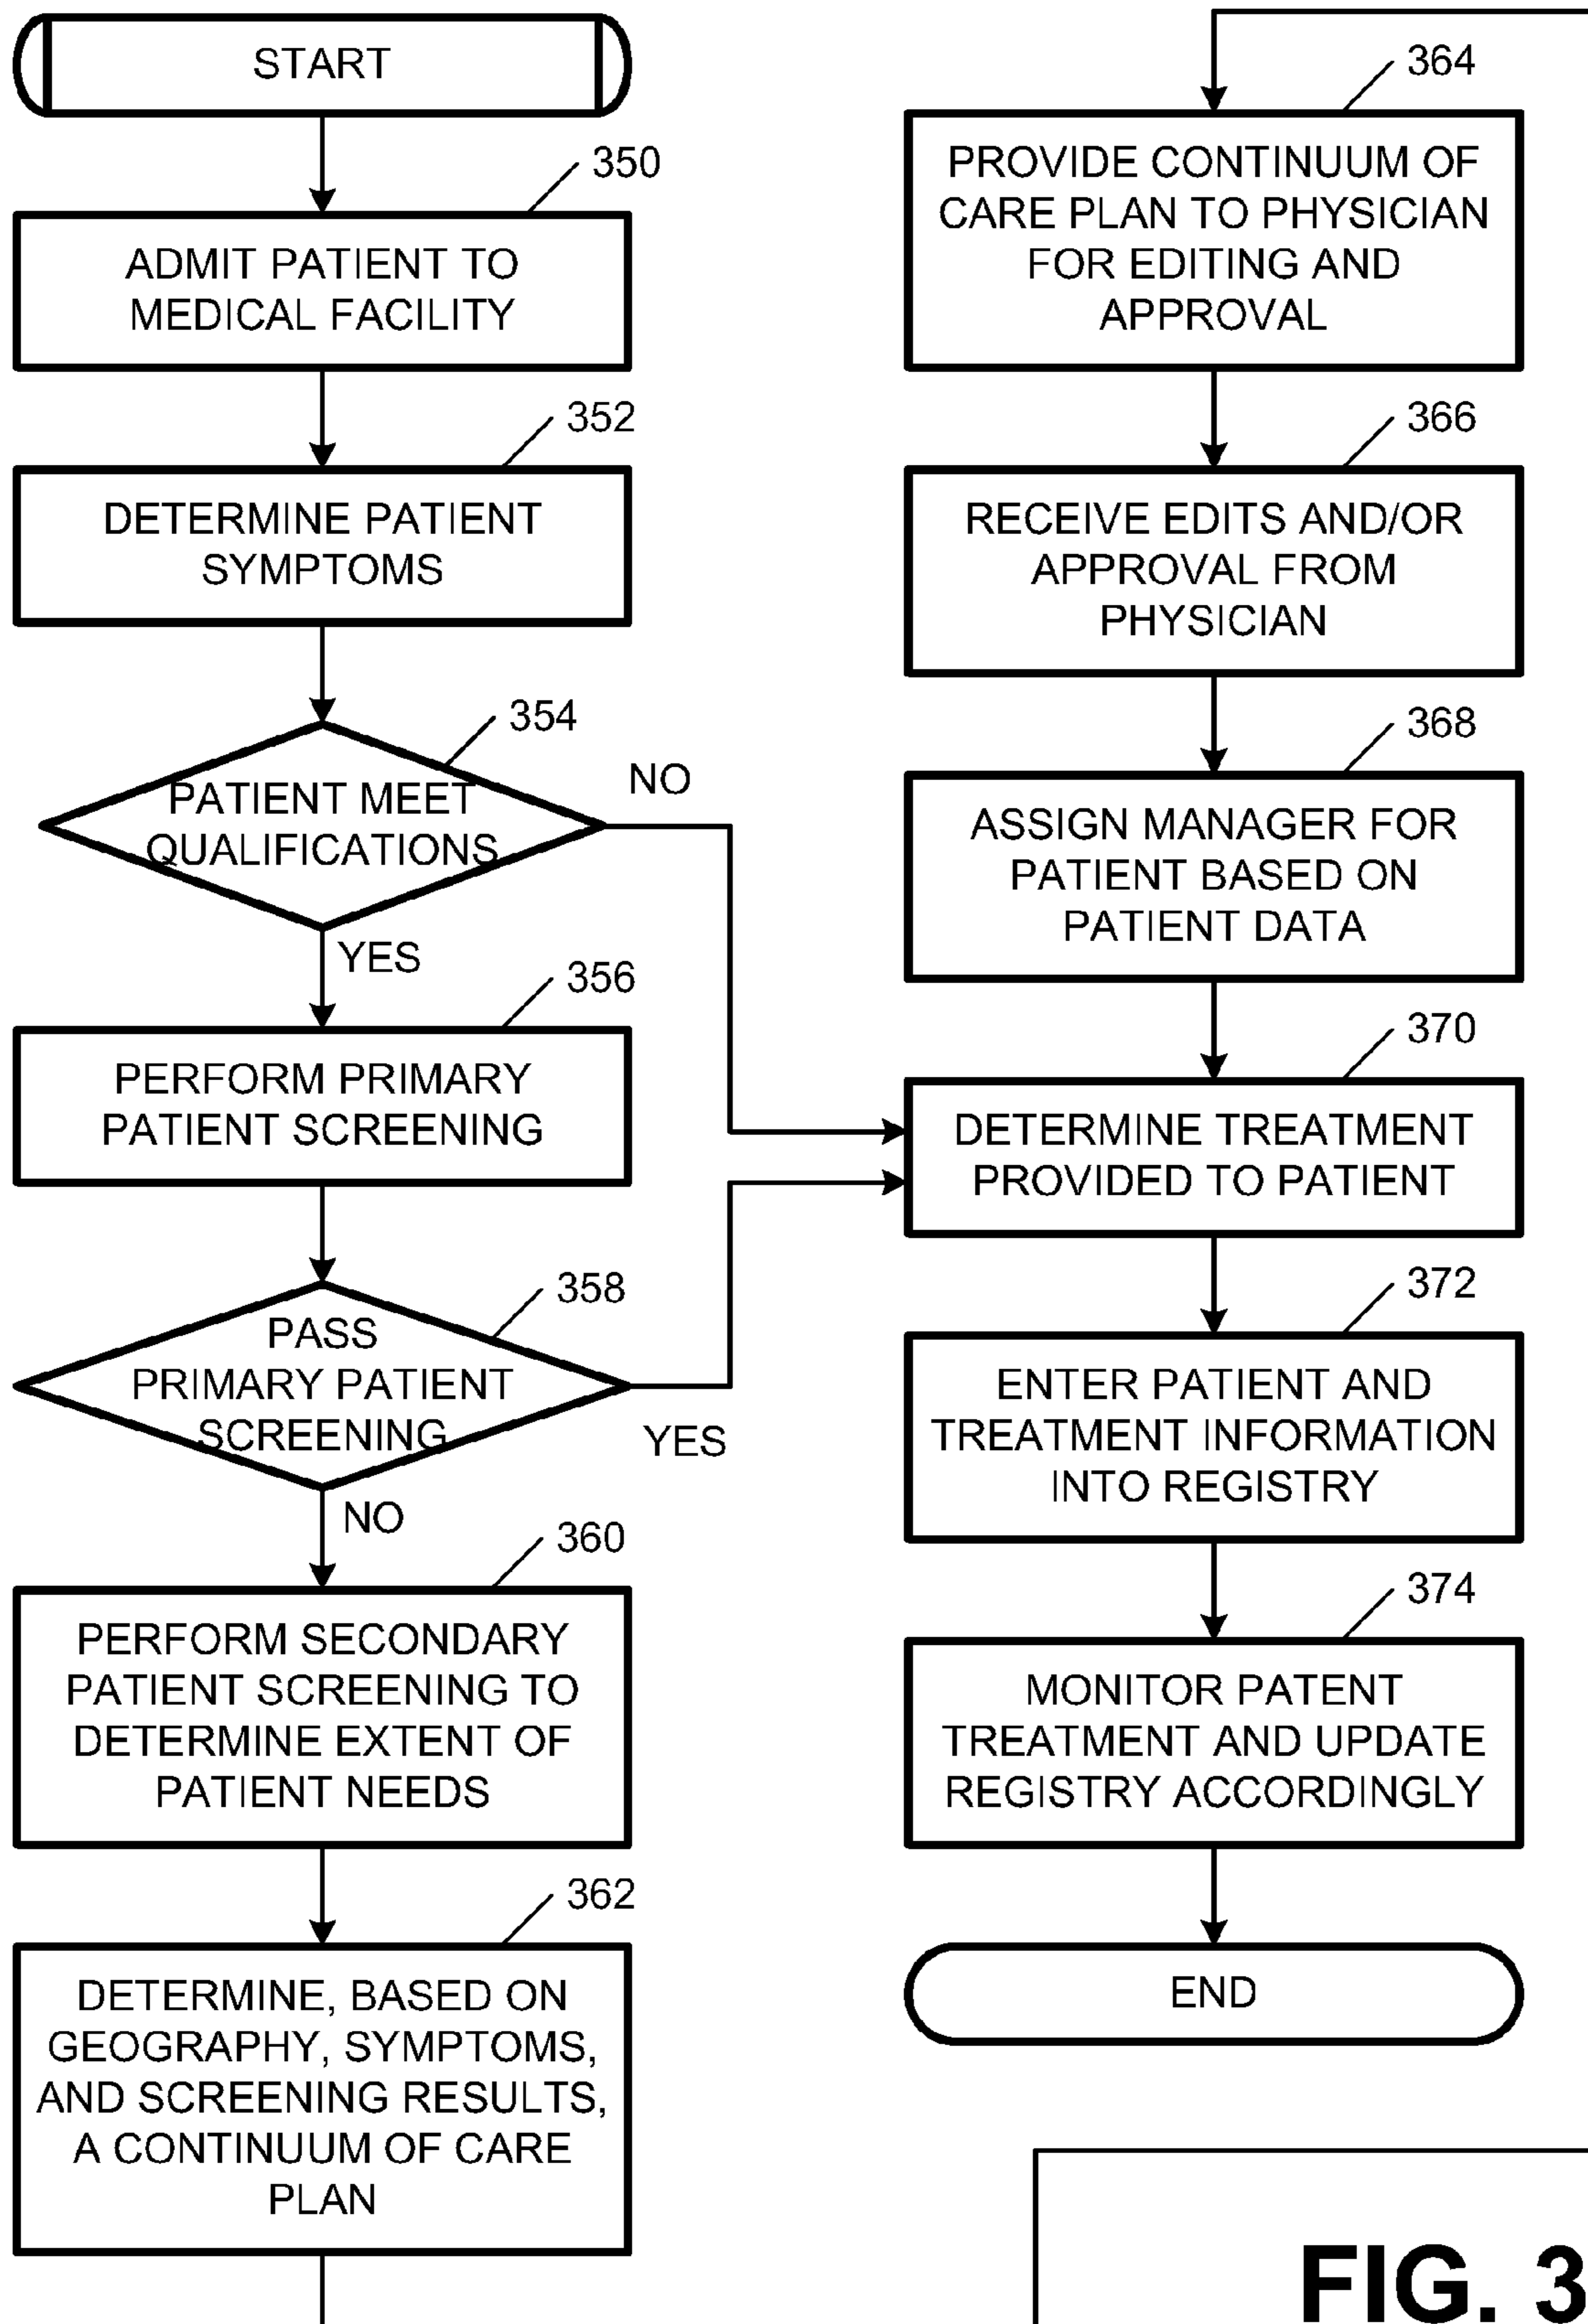 START
350
ADMIT PATIENT TO
MEDICAL FACILITY
352
DETERMINE PATIENT
SYMPTOMS
354
PATIENT MEET
QUALIFICATIONS
NO
YES
356
PERFORM PRIMARY
PATIENT SCREENING
358
PASS
PRIMARY PATIENT
SCREENING
YES
NO
360
PERFORM SECONDARY
PATIENT SCREENING TO
DETERMINE EXTENT OF
PATIENT NEEDS
362
DETERMINE, BASED ON
GEOGRAPHY, SYMPTOMS,
AND SCREENING RESULTS,
A CONTINUUM OF CARE
PLAN
364
PROVIDE CONTINUUM OF
CARE PLAN TO PHYSICIAN
FOR EDITING AND
APPROVAL
366
RECEIVE EDITS AND/OR
APPROVAL FROM
PHYSICIAN
368
ASSIGN MANAGER FOR
PATIENT BASED ON
PATIENT DATA
370
DETERMINE TREATMENT
PROVIDED TO PATIENT
372
ENTER PATIENT AND
TREATMENT INFORMATION
INTO REGISTRY
374
MONITOR PATENT
TREATMENT AND UPDATE
REGISTRY ACCORDINGLY
END
FIG. 3